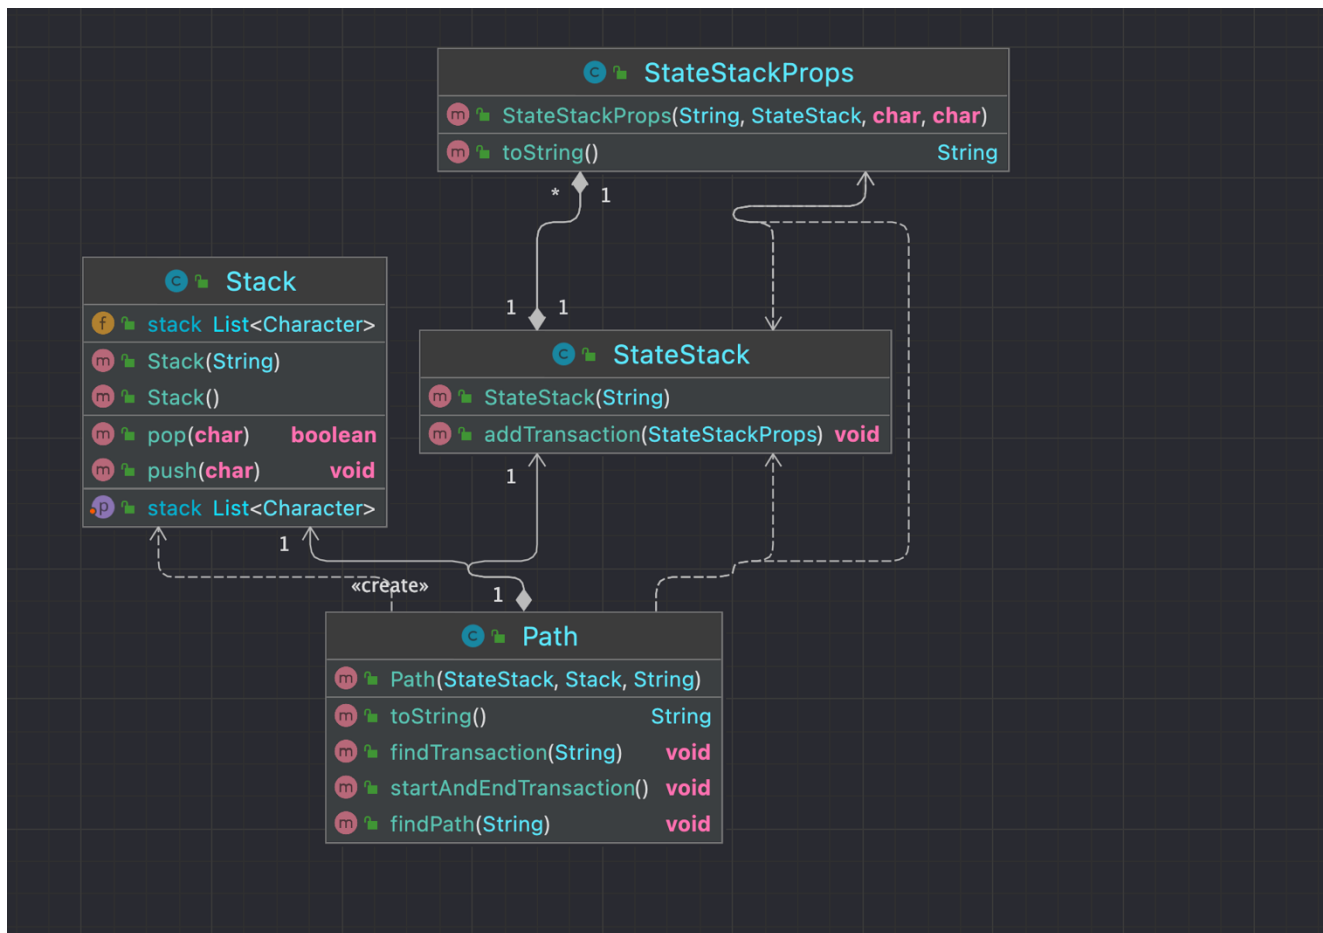 StateStackProps
StateStackProps(String, StateStack, char, char)
toString() String
* 1
Stack
stack List<Character>
Stack(String)
Stack()
pop(char) boolean
push(char) void
stack List<Character>
1 1
StateStack
StateStack(String)
addTransaction(StateStackProps) void
1
1
«create»
1
Path
Path(StateStack, Stack, String)
toString() String
findTransaction(String) void
startAndEndTransaction() void
findPath(String) void